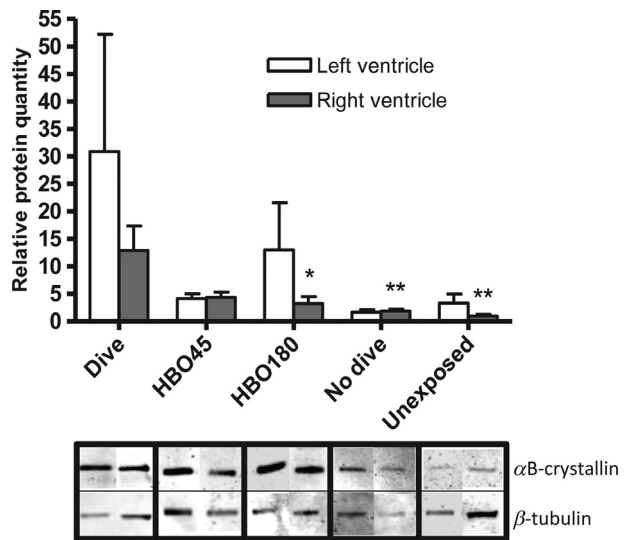 Relative protein quantity
55
50
45
40
35
30
25
20
15
10
5
0
Left ventricle
Right ventricle
*
**
**
Dive
HBO45
HBO180
No dive
Unexposed
αB-crystallin
β-tubulin